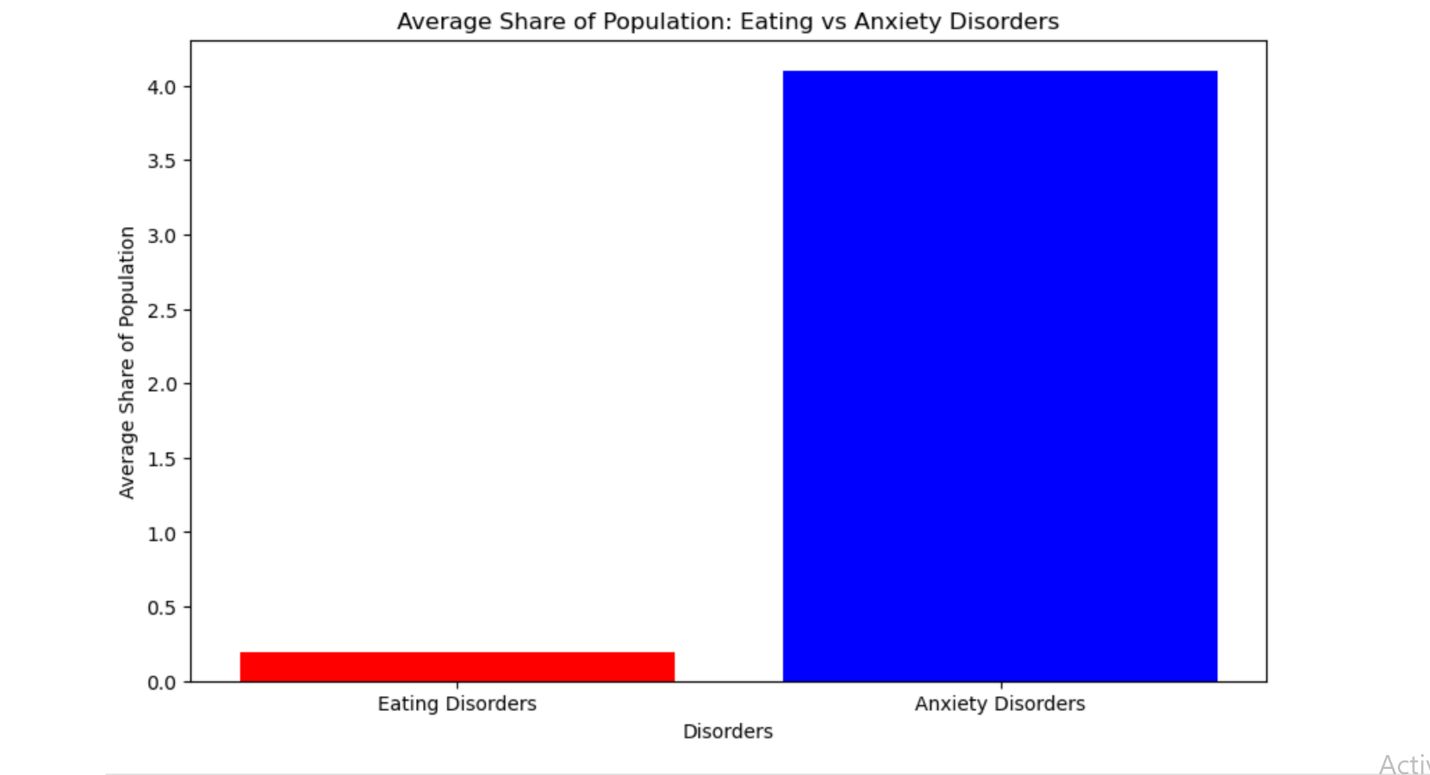 Average Share of Population: Eating vs Anxiety Disorders
Average Share of Population
4.0
3.5
3.0
2.5
2.0
1.5
1.0
0.5
0.0
Eating Disorders
Anxiety Disorders
Disorders